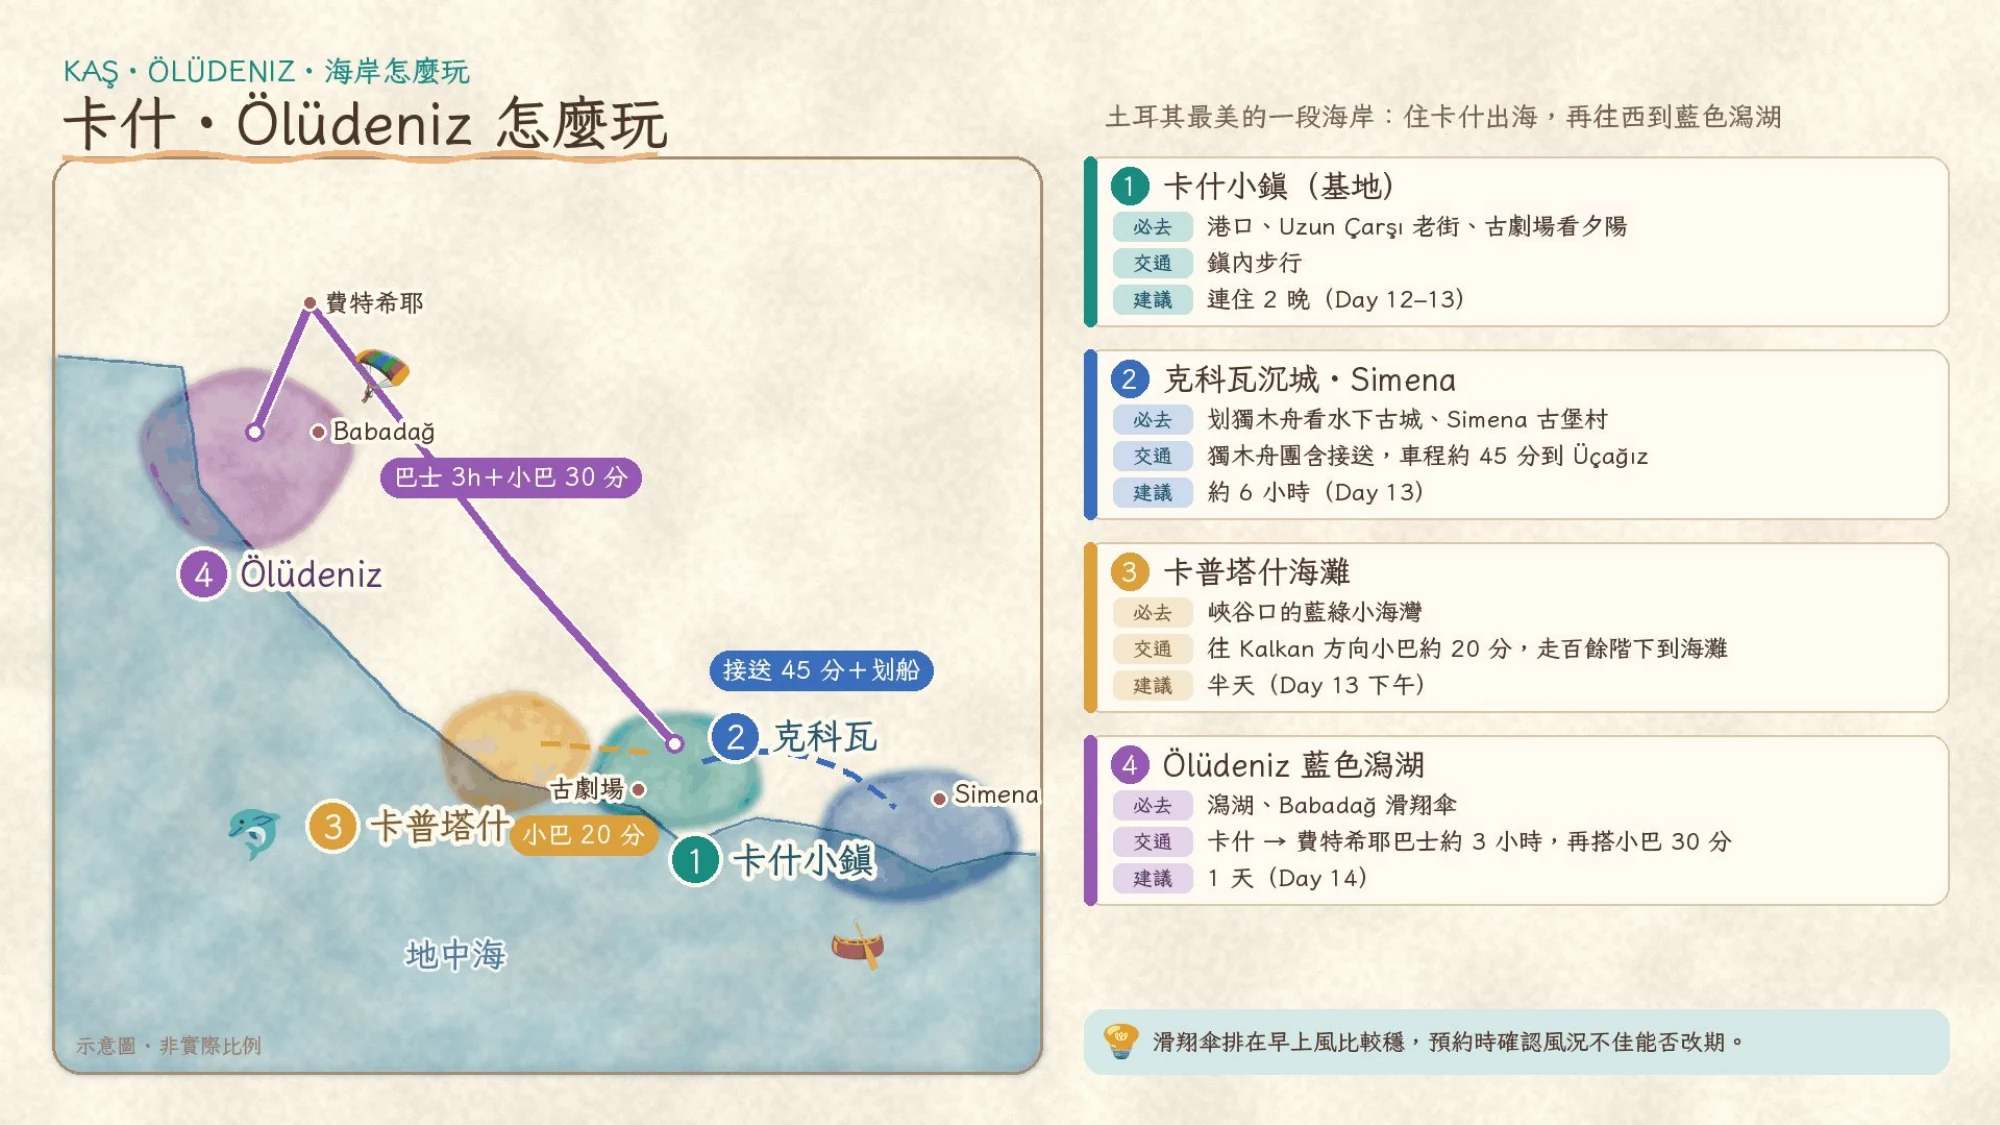 KAŞ・ÖLÜDENIZ・海岸怎麼玩
卡什・Ölüdeniz 怎麼玩
費特希耶
Babadağ
巴士 3h＋小巴 30 分
4 Ölüdeniz
接送 45 分＋划船
2 克科瓦
古劇場
Simena
3 卡普塔什
小巴 20 分
1 卡什小鎮
地中海
示意圖・非實際比例
土耳其最美的一段海岸：住卡什出海，再往西到藍色潟湖
1 卡什小鎮（基地）
必去 港口、Uzun Çarşı 老街、古劇場看夕陽
交通 鎮內步行
建議 連住 2 晚（Day 12–13）
2 克科瓦沉城・Simena
必去 划獨木舟看水下古城、Simena 古堡村
交通 獨木舟團含接送，車程約 45 分到 Üçağız
建議 約 6 小時（Day 13）
3 卡普塔什海灘
必去 峽谷口的藍綠小海灣
交通 往 Kalkan 方向小巴約 20 分，走百餘階下到海灘
建議 半天（Day 13 下午）
4 Ölüdeniz 藍色潟湖
必去 潟湖、Babadağ 滑翔傘
交通 卡什 → 費特希耶巴士約 3 小時，再搭小巴 30 分
建議 1 天（Day 14）
滑翔傘排在早上風比較穩，預約時確認風況不佳能否改期。